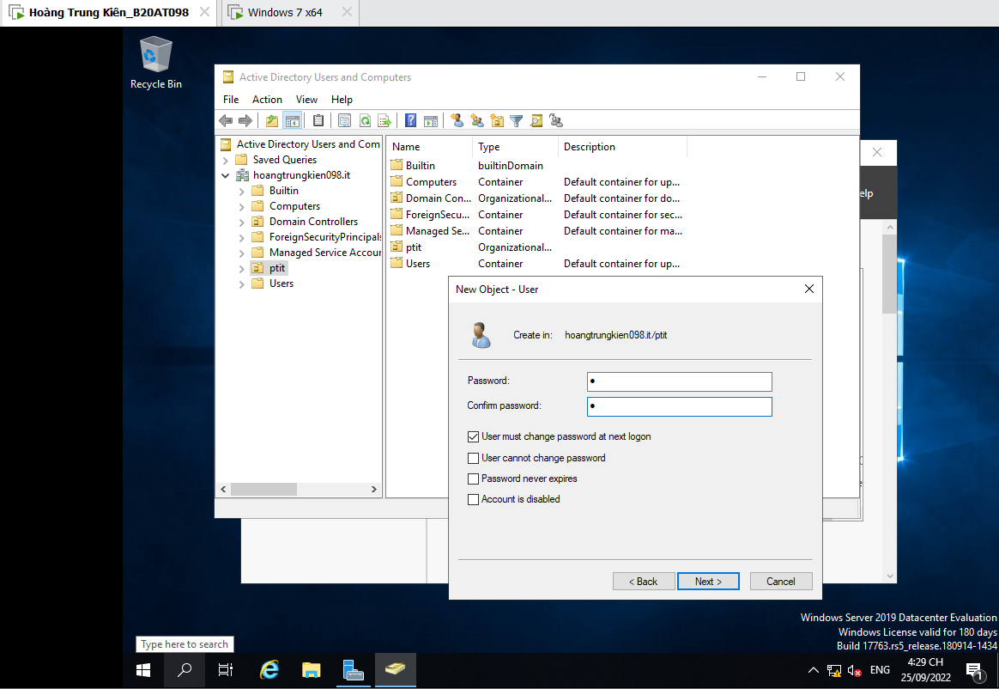 Hoàng Trung Kiên_B20AT098
Windows 7 x64
Recycle Bin
Active Directory Users and Computers
File Action View Help
Active Directory Users and Com
Saved Queries
hoangtrungkien098.it
Builtin
Computers
Domain Controllers
ForeignSecurityPrincipals
Managed Service Accour
ptit
Users
Name Type Description
Builtin builtinDomain
Computers Container Default container for up...
Domain Con... Organizational... Default container for do...
ForeignSecu... Container Default container for sec...
Managed Se... Container Default container for ma...
ptit Organizational...
Users Container Default container for up...
elp
New Object - User
Create in: hoangtrungkien098.it/ptit
Password: ●
Confirm password: ●
User must change password at next logon
User cannot change password
Password never expires
Account is disabled
< Back Next > Cancel
Windows Server 2019 Datacenter Evaluation
Windows License valid for 180 days
Build 17763.rs5_release.180914-1434
Type here to search
ENG
4:29 CH
25/09/2022
1